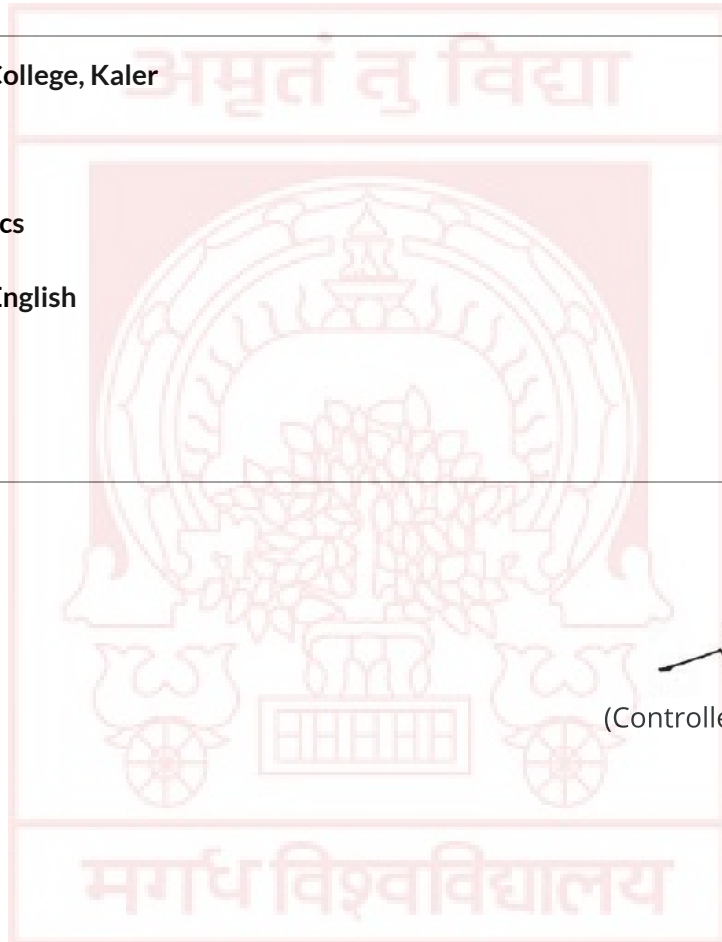 अमृतं तु विद्या
College, Kaler
cs
English
(Controlle
मगध विश्वविद्यालय